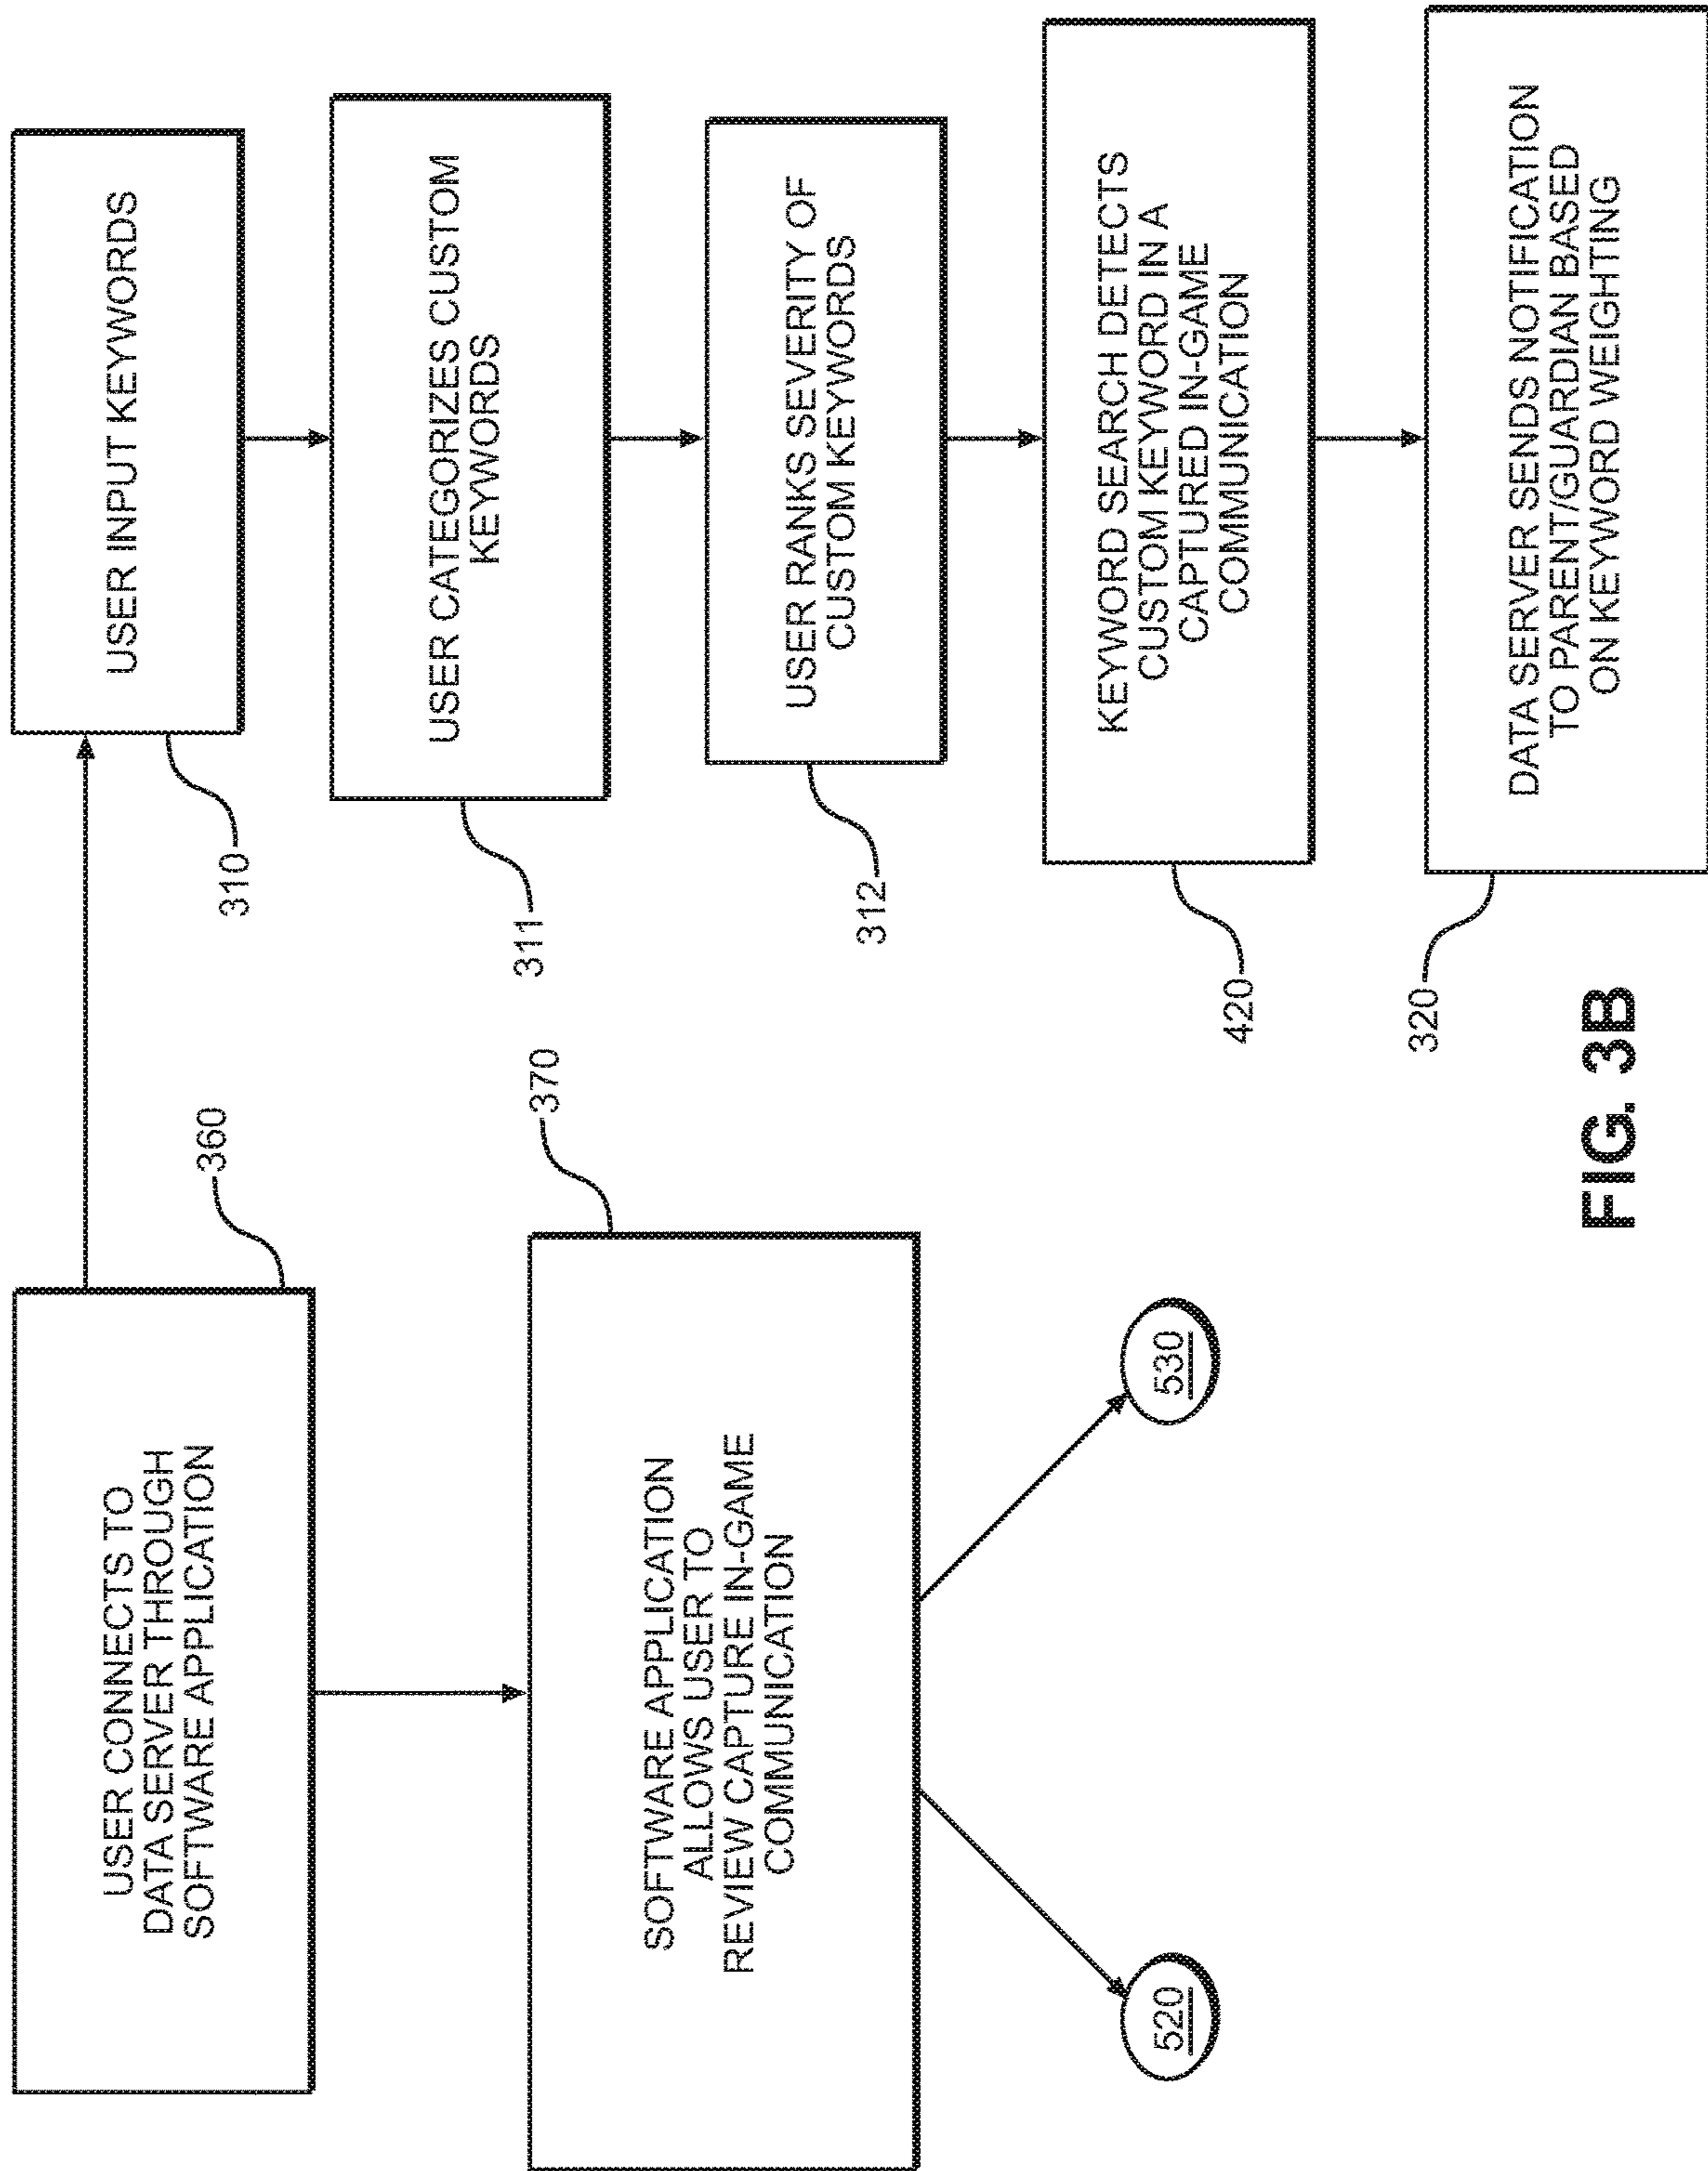 USER CONNECTS TO
DATA SERVER THROUGH
SOFTWARE APPLICATION
360
SOFTWARE APPLICATION
ALLOWS USER TO
REVIEW CAPTURE IN-GAME
COMMUNICATION
370
520
530
USER INPUT KEYWORDS
310
USER CATEGORIZES CUSTOM
KEYWORDS
311
USER RANKS SEVERITY OF
CUSTOM KEYWORDS
312
KEYWORD SEARCH DETECTS
CUSTOM KEYWORD IN A
CAPTURED IN-GAME
COMMUNICATION
420
DATA SERVER SENDS NOTIFICATION
TO PARENT/GUARDIAN BASED
ON KEYWORD WEIGHTING
320
FIG. 3B